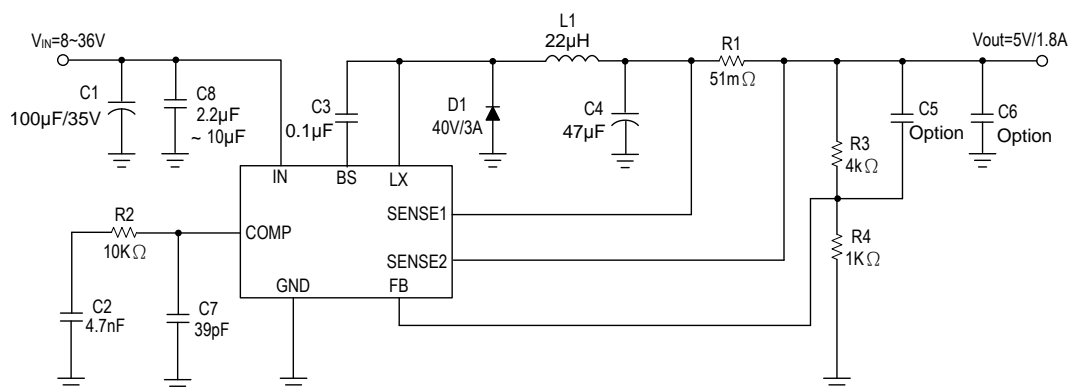 VIN=8~36V
C1
100µF/35V
C8
2.2µF
~ 10µF
C3
0.1µF
D1
40V/3A
L1
22µH
C4
47µF
R1
51mΩ
Vout=5V/1.8A
C5
Option
C6
Option
R3
4kΩ
R4
1KΩ
IN
BS
LX
SENSE1
COMP
SENSE2
GND
FB
R2
10KΩ
C2
4.7nF
C7
39pF